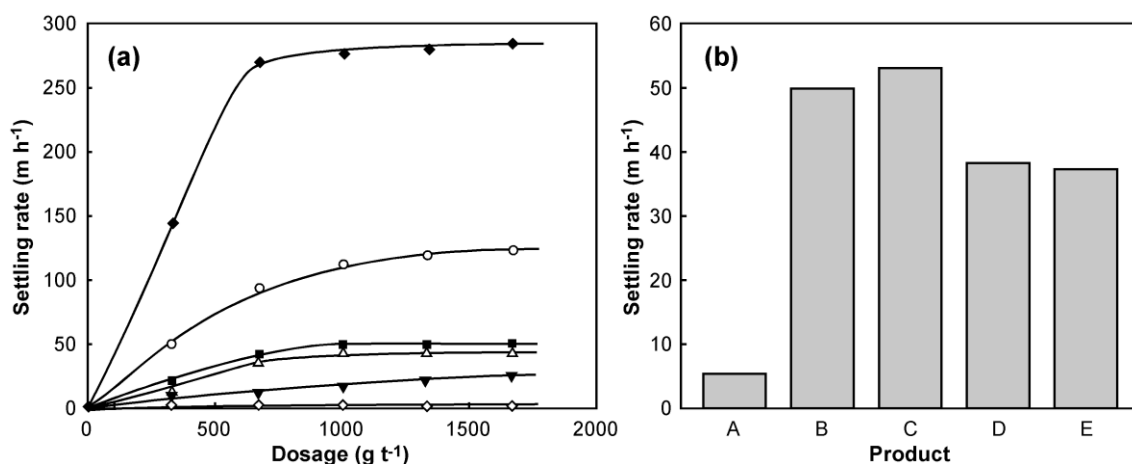 (a)
Settling rate (m h⁻¹)
300
250
200
150
100
50
0
0 500 1000 1500 2000
Dosage (g t⁻¹)
(b)
Settling rate (m h⁻¹)
60
50
40
30
20
10
0
A B C D E
Product